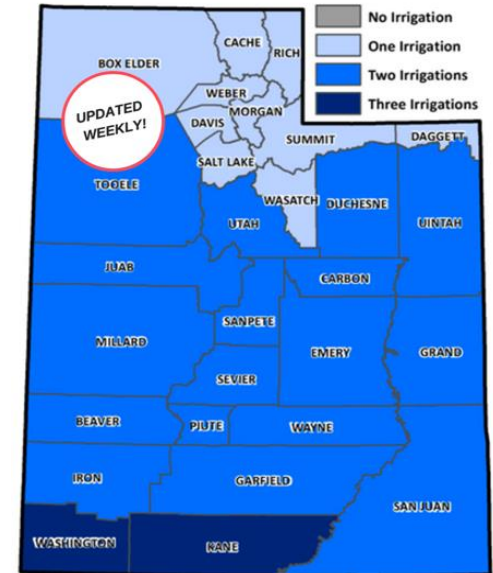 No Irrigation
One Irrigation
Two Irrigations
Three Irrigations
CACHE
RICH
BOX ELDER
WEBER
MORGAN
UPDATED
WEEKLY!
DAVIS
SUMMIT
DAGGETT
SALT LAKE
TOOELE
WASATCH
DUCHESNE
UTAH
UINTAH
JUAB
CARBON
SANPETE
MILLARD
EMERY
GRAND
SEVIER
BEAVER
PIUTE
WAYNE
IRON
GARFIELD
SAN JUAN
WASHINGTON
KANE